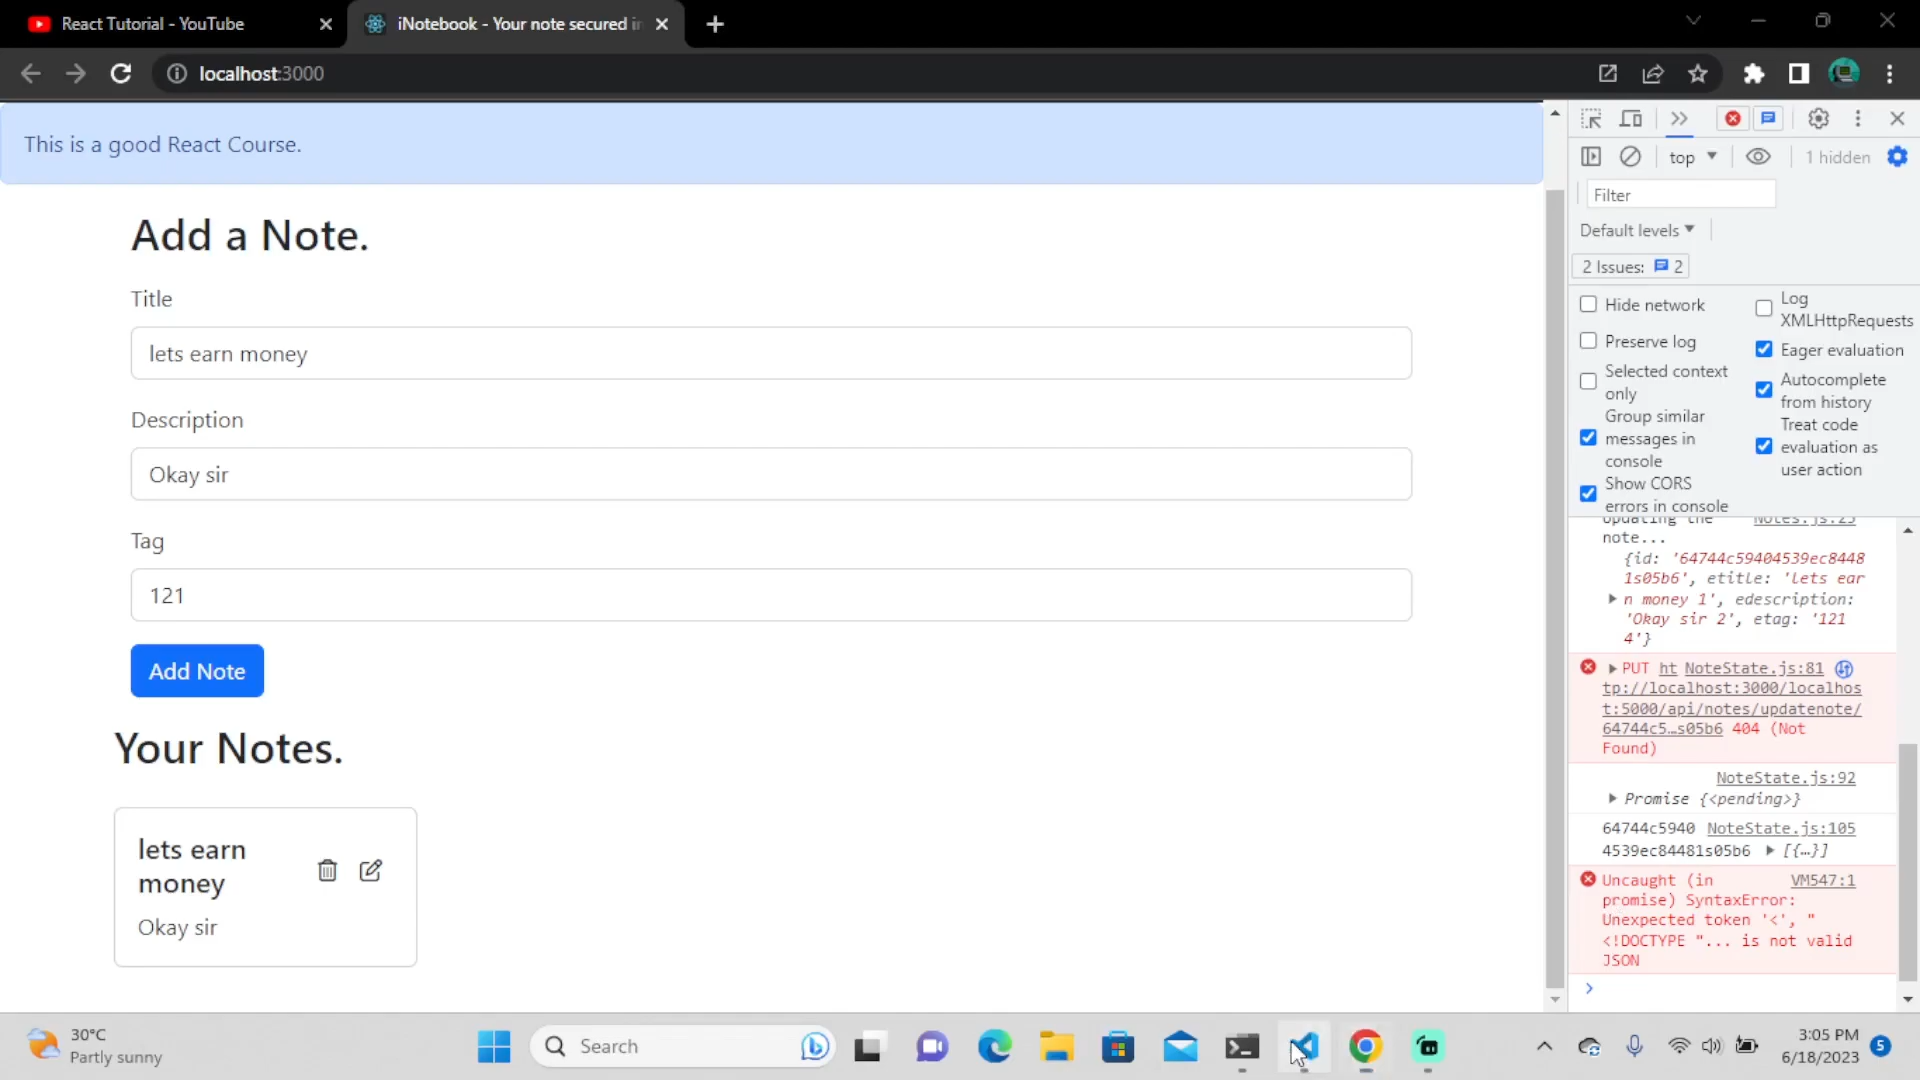 React Tutorial - YouTube
iNotebook - Your note secured i
localhost:3000
This is a good React Course.
Add a Note.
Title
lets earn money
Description
Okay sir
Tag
121
Add Note
Your Notes.
lets earn
money
Okay sir
top
1 hidden
Filter
Default levels
2 Issues: 2
Hide network
Preserve log
Selected context
only
Group similar
messages in
console
Show CORS
errors in console
Log
XMLHttpRequests
Eager evaluation
Autocomplete
from history
Treat code
evaluation as
user action
Updating the Notes.js:25
note...
{id: '64744c59404539ec8448
1s05b6', etitle: 'lets ear
n money 1', edescription:
'Okay sir 2', etag: '121
4'}
PUT ht NoteState.js:81
tp://localhost:3000/localhos
t:5000/api/notes/updatenote/
64744c5…s05b6 404 (Not
Found)
NoteState.js:92
Promise {<pending>}
64744c5940 NoteState.js:105
4539ec84481s05b6 [{…}]
Uncaught (in VM547:1
promise) SyntaxError:
Unexpected token '<', "
<!DOCTYPE "... is not valid
JSON
30°C
Partly sunny
Search
3:05 PM
6/18/2023
5